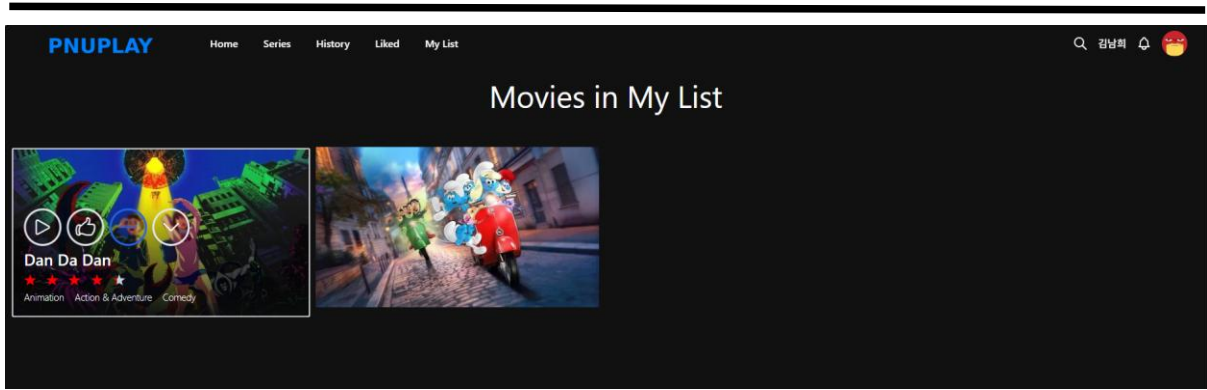 PNUPLAY Home Series History Liked My List 김남희
Movies in My List
Dan Da Dan
Animation Action & Adventure Comedy